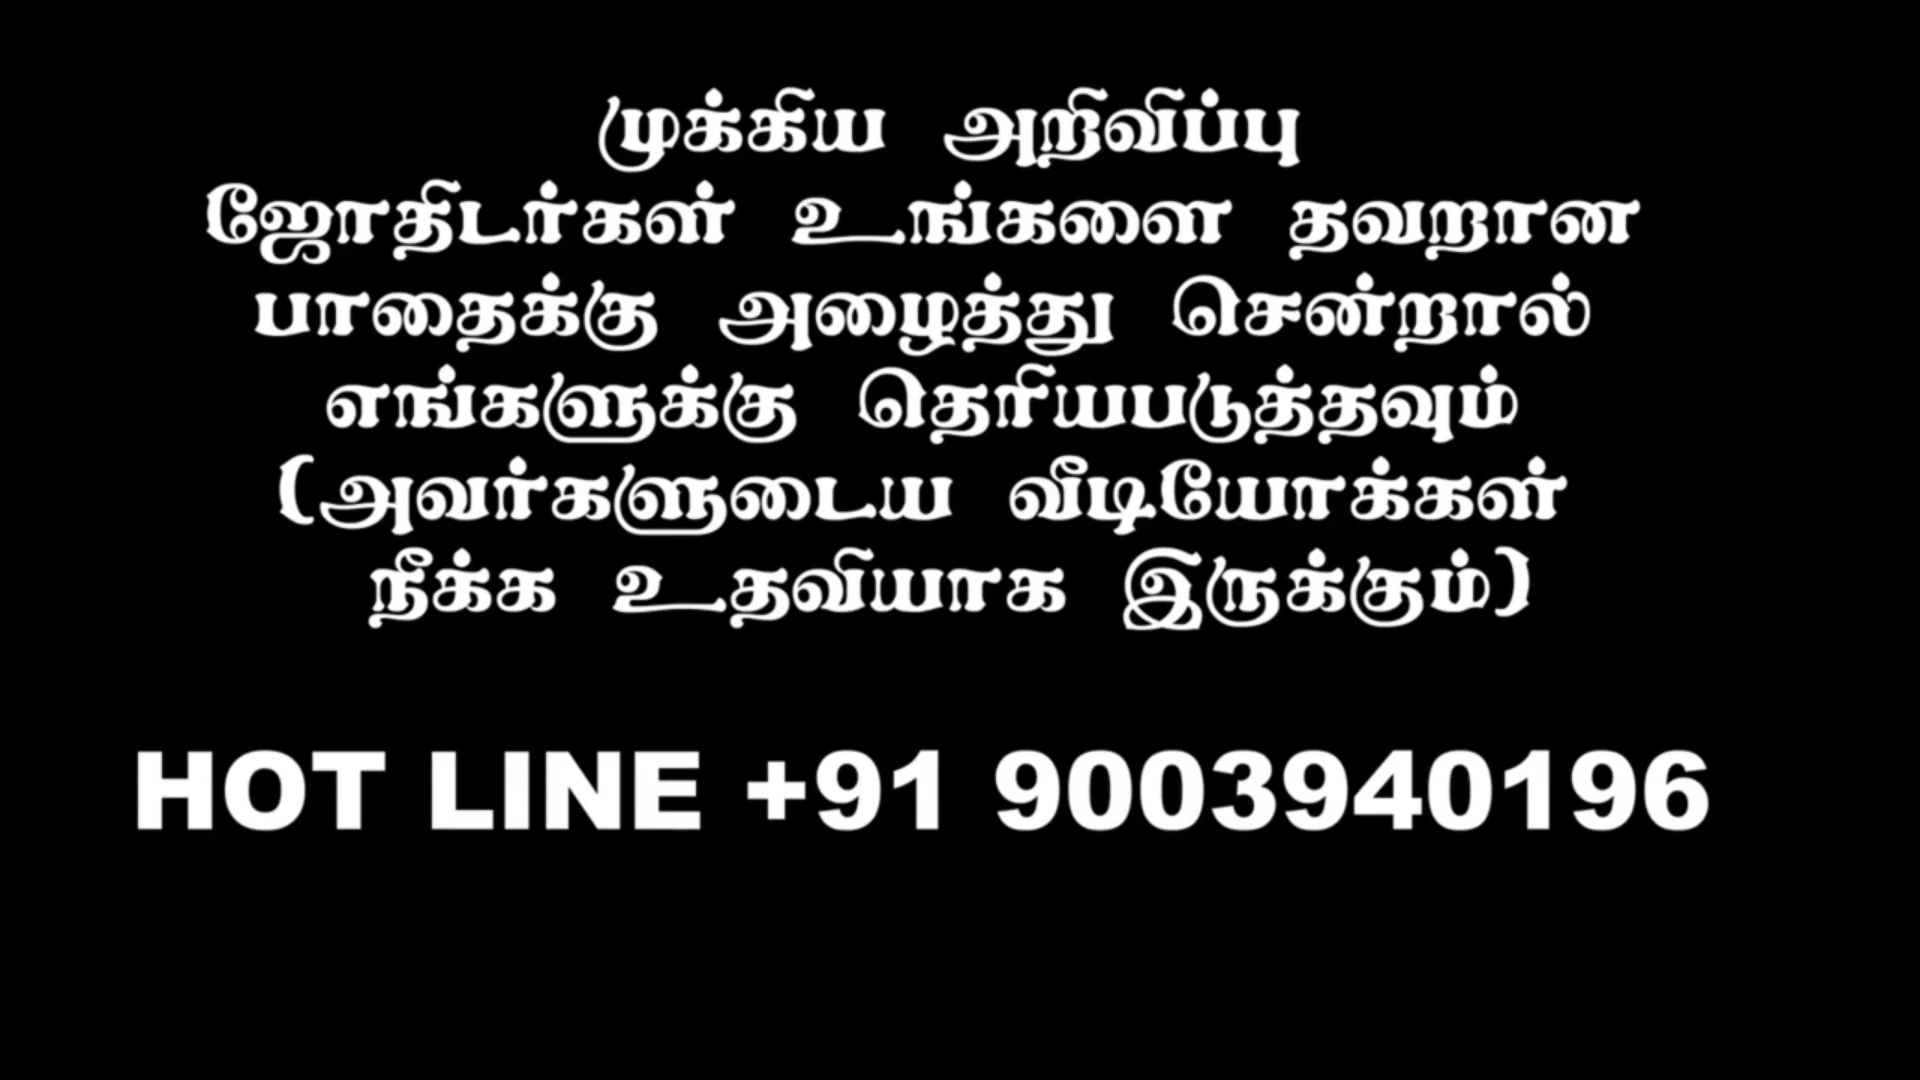 முக்கிய அறிவிப்பு
ஜோதிடர்கள் உங்களை தவறான
பாதைக்கு அழைத்து சென்றால்
எங்களுக்கு தெரியபடுத்தவும்
(அவர்களுடைய வீடியோக்கள்
நீக்க உதவியாக இருக்கும்)
HOT LINE +91 9003940196